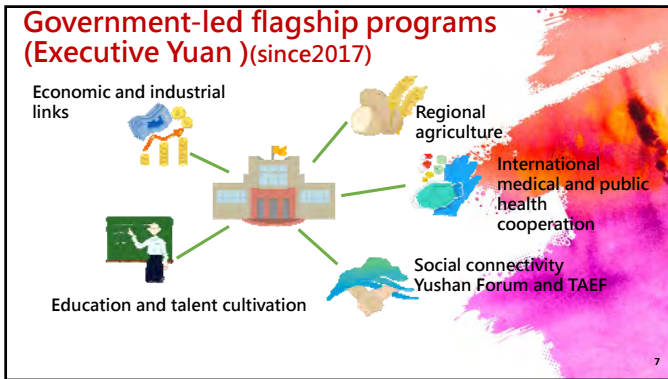 Government-led flagship programs
(Executive Yuan )(since2017)
Economic and industrial
links
Regional
agriculture
International
medical and public
health
cooperation
Social connectivity
Yushan Forum and TAEF
Education and talent cultivation
7